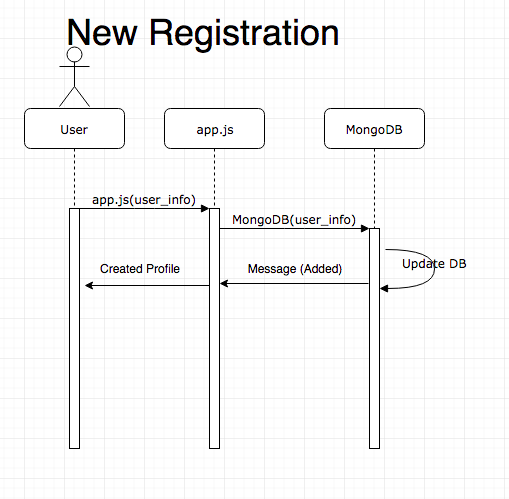 New Registration
User
app.js
MongoDB
app.js(user_info)
MongoDB(user_info)
Update DB
Created Profile
Message (Added)